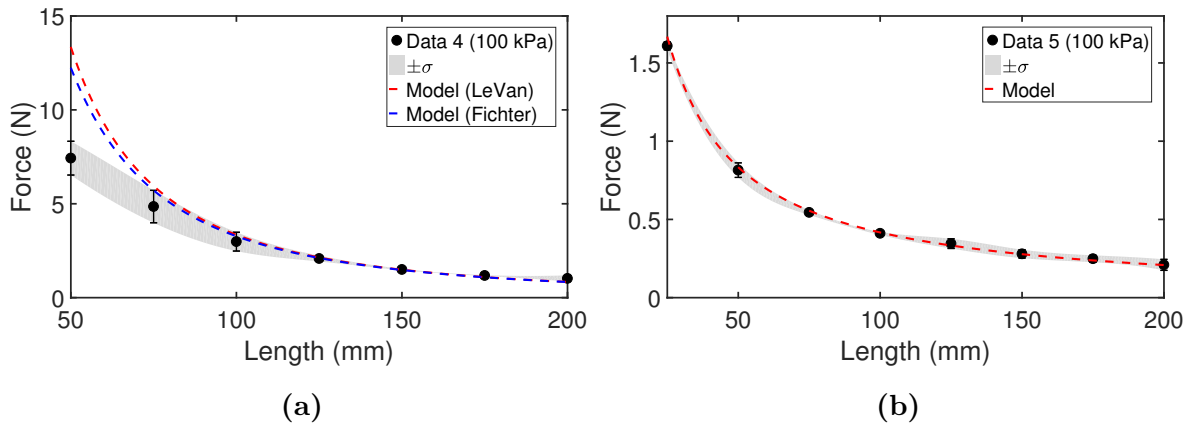 15
10
5
0
50
100
150
200
Force (N)
Length (mm)
Data 4 (100 kPa)
±σ
Model (LeVan)
Model (Fichter)
(a)
1.5
1
0.5
0
50
100
150
200
Force (N)
Length (mm)
Data 5 (100 kPa)
±σ
Model
(b)